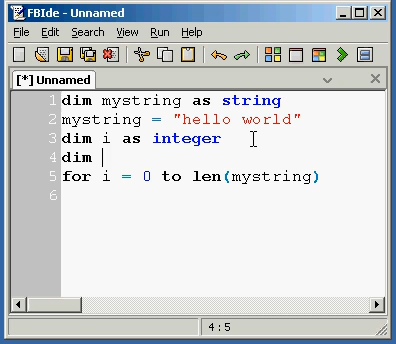 FBIde - Unnamed
File Edit Search View Run Help
[*]Unnamed
1 dim mystring as string
2 mystring = "hello world"
3 dim i as integer
4 dim
5 for i = 0 to len(mystring)
6
4:5